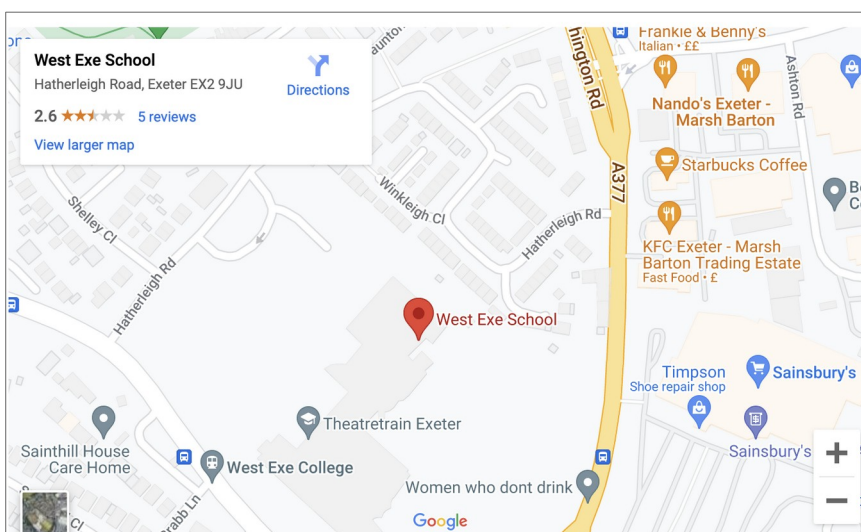 West Exe School
Hatherleigh Road, Exeter EX2 9JU
2.6
5 reviews
Directions
View larger map
Frankie & Benny's
Italian • ££
Nando's Exeter -
Marsh Barton
Ashton Rd
Starbucks Coffee
A377
KFC Exeter - Marsh
Barton Trading Estate
Fast Food • £
Winkleigh Cl
Hatherleigh Rd
Shelley Cl
Hatherleigh Rd
West Exe School
Timpson
Shoe repair shop
Sainsbury's
Sainsbury's
Theatretrain Exeter
Sainthill House
Care Home
West Exe College
Women who dont drink
Google